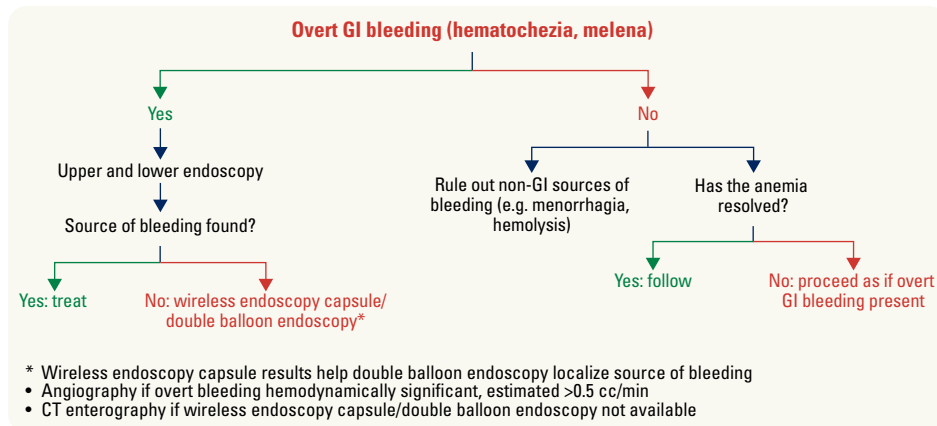 Overt GI bleeding (hematochezia, melena)
Yes
No
Upper and lower endoscopy
Source of bleeding found?
Yes: treat
No: wireless endoscopy capsule/
double balloon endoscopy*
Rule out non-GI sources of
bleeding (e.g. menorrhagia,
hemolysis)
Has the anemia
resolved?
Yes: follow
No: proceed as if overt
GI bleeding present
* Wireless endoscopy capsule results help double balloon endoscopy localize source of bleeding
• Angiography if overt bleeding hemodynamically significant, estimated >0.5 cc/min
• CT enterography if wireless endoscopy capsule/double balloon endoscopy not available